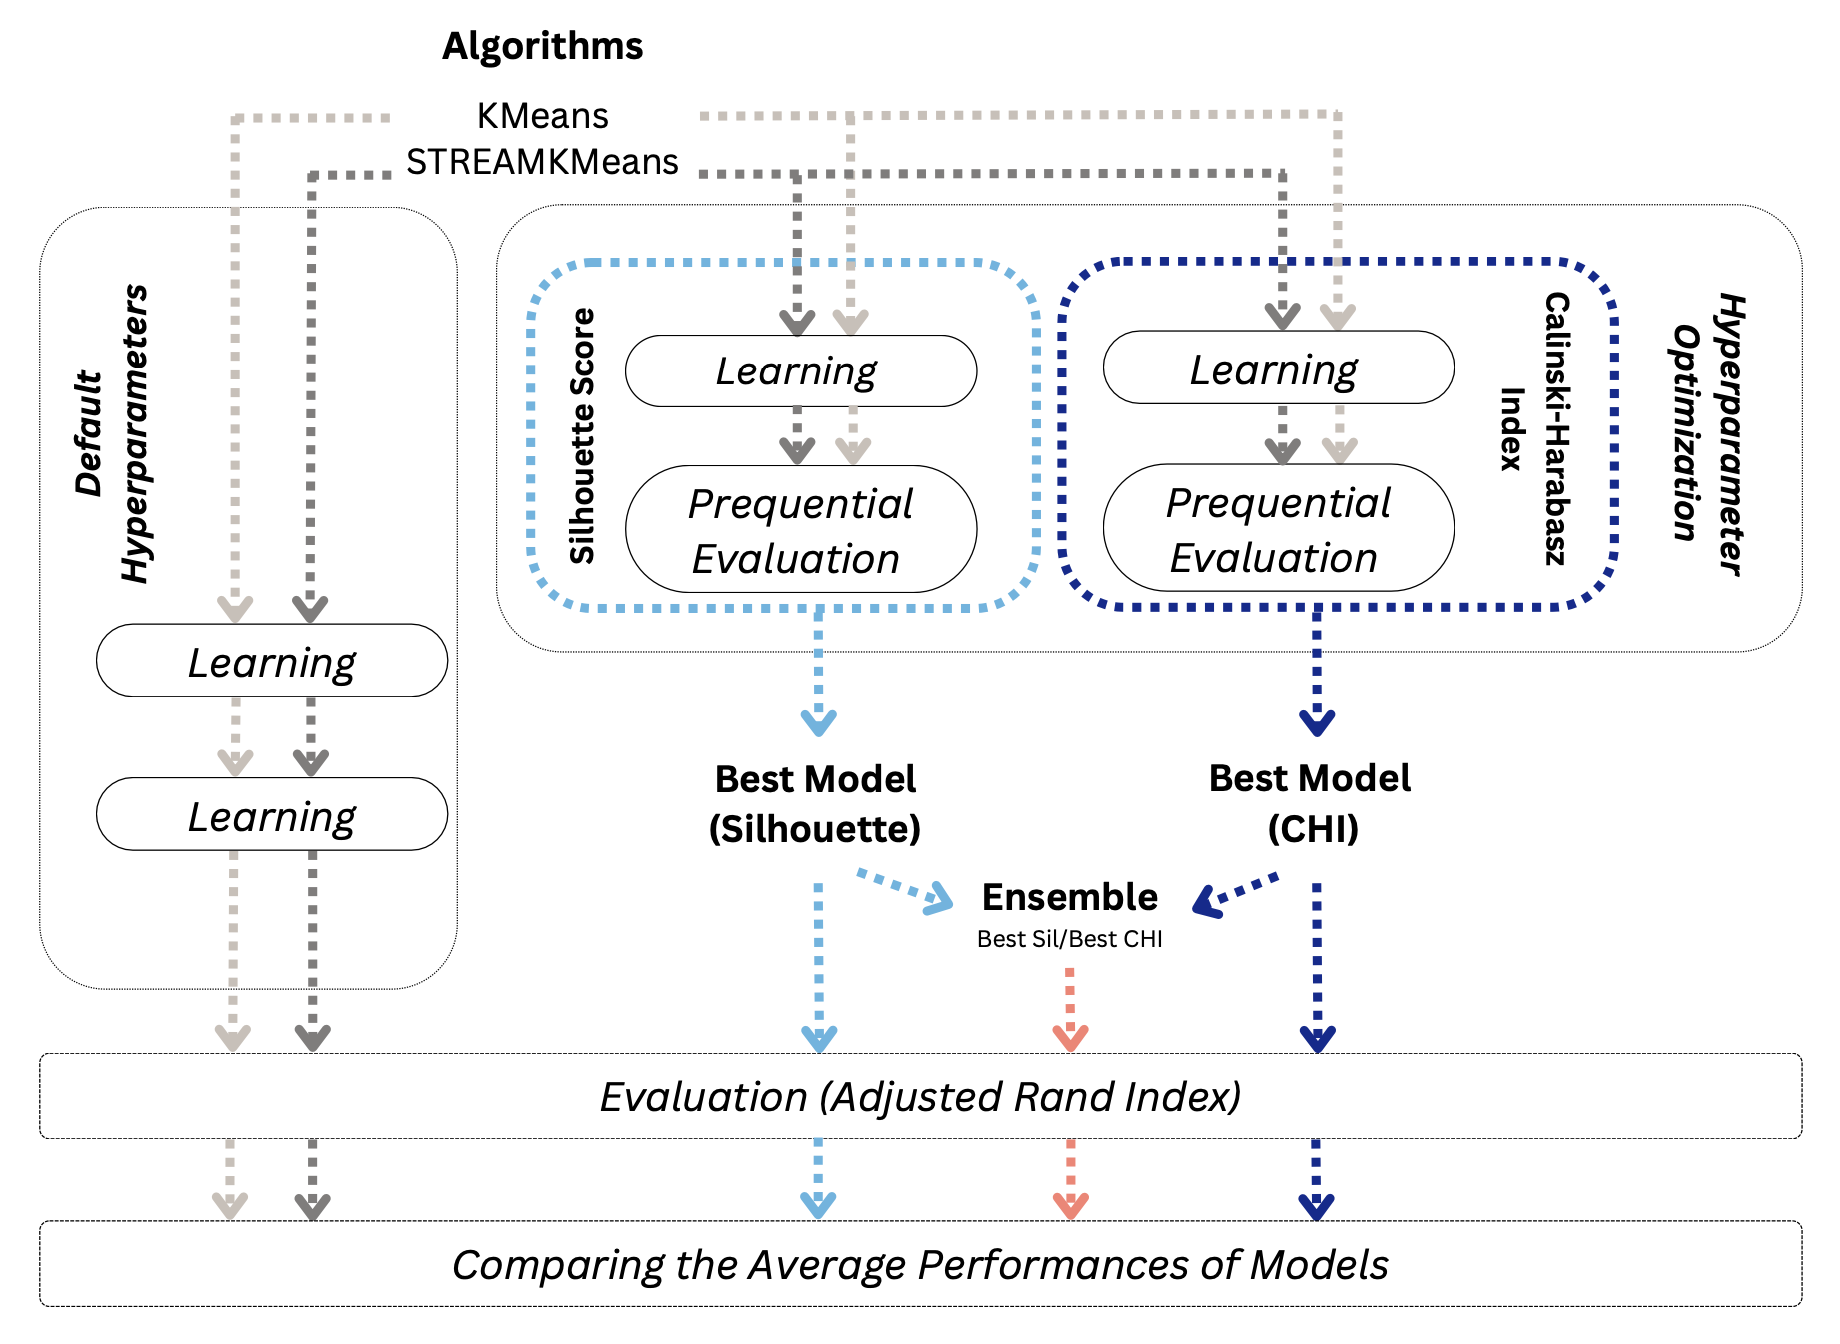 Algorithms
KMeans
STREAMKMeans
Default
Hyperparameters
Learning
Learning
Silhouette Score
Learning
Prequential
Evaluation
Learning
Prequential
Evaluation
Calinski-Harabasz
Index
Hyperparameter
Optimization
Best Model
(Silhouette)
Best Model
(CHI)
Ensemble
Best Sil/Best CHI
Evaluation (Adjusted Rand Index)
Comparing the Average Performances of Models